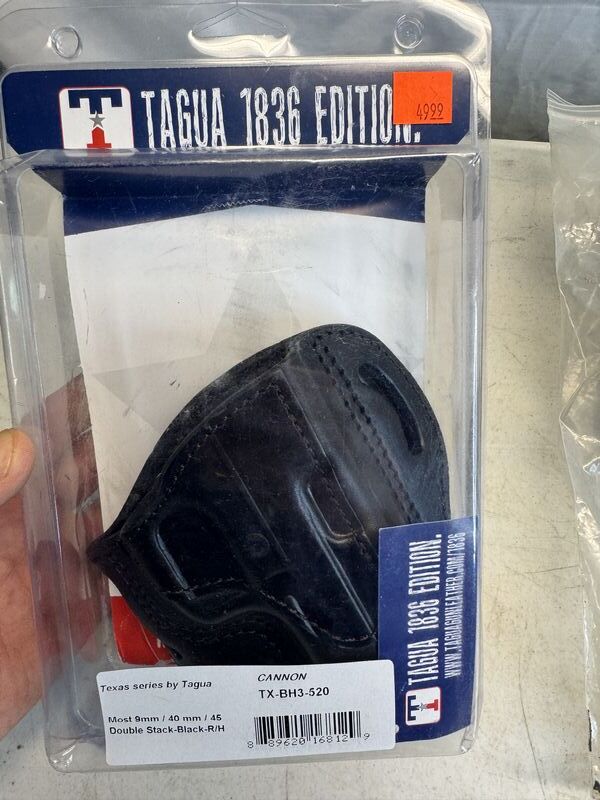 TAGUA 1836 EDITION.
4999
TAGUA 1836 EDITION.
WWW.TAGUAGUNLEATHER.COM/1836
Texas series by Tagua
CANNON
TX-BH3-520
Most 9mm / 40 mm / 45
Double Stack-Black-R/H
8 89620 16812 9